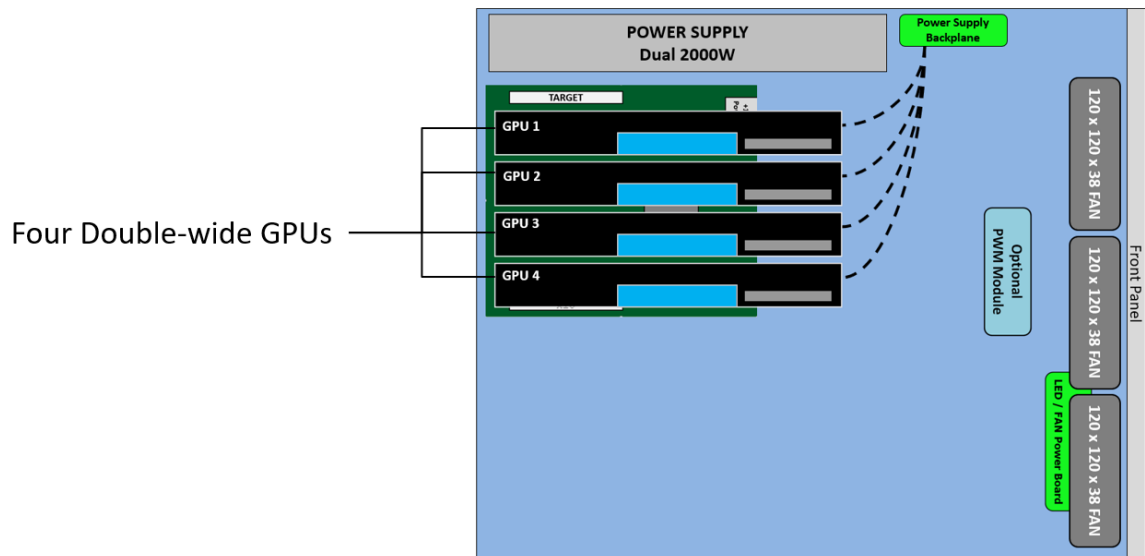 POWER SUPPLY
Dual 2000W
Power Supply
Backplane
TARGET
GPU 1
GPU 2
GPU 3
GPU 4
Four Double-wide GPUs
Optional
PWM Module
120 x 120 x 38 FAN
120 x 120 x 38 FAN
120 x 120 x 38 FAN
LED / FAN Power Board
Front Panel